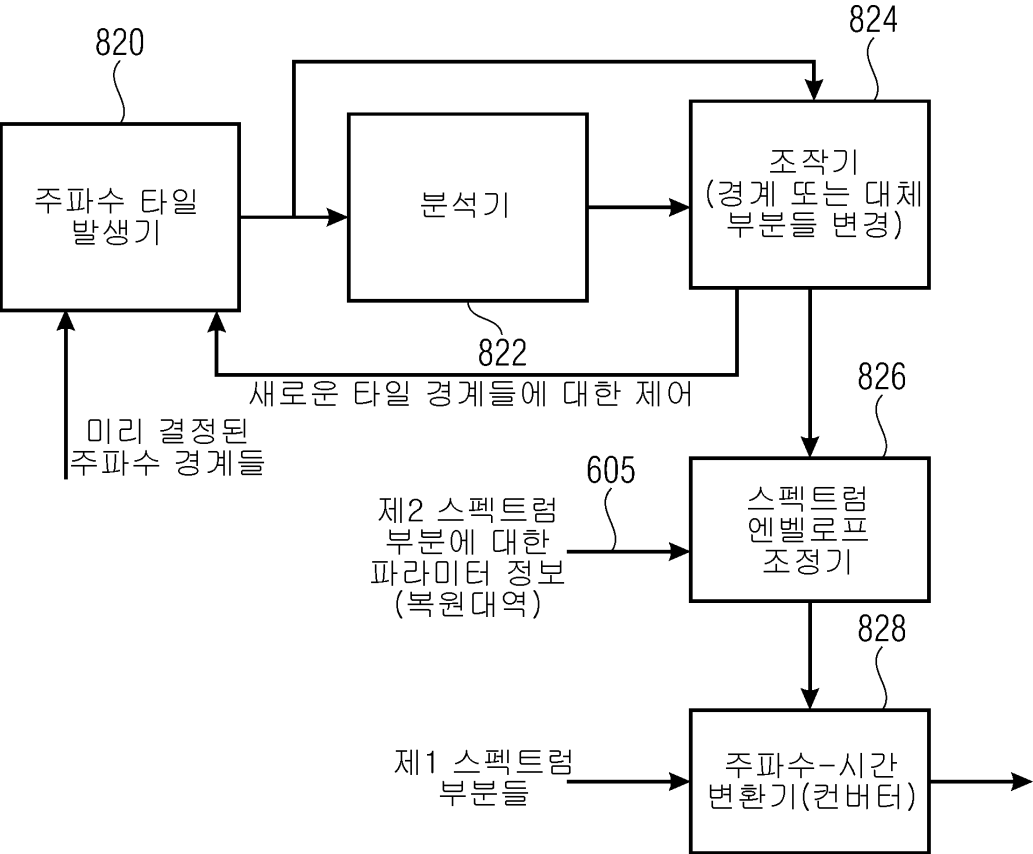 820
824
주파수 타일
발생기
분석기
조작기
(경계 또는 대체
부분들 변경)
822
새로운 타일 경계들에 대한 제어
미리 결정된
주파수 경계들
826
605
제2 스펙트럼
부분에 대한
파라미터 정보
(복원대역)
스펙트럼
엔벨로프
조정기
828
제1 스펙트럼
부분들
주파수-시간
변환기(컨버터)